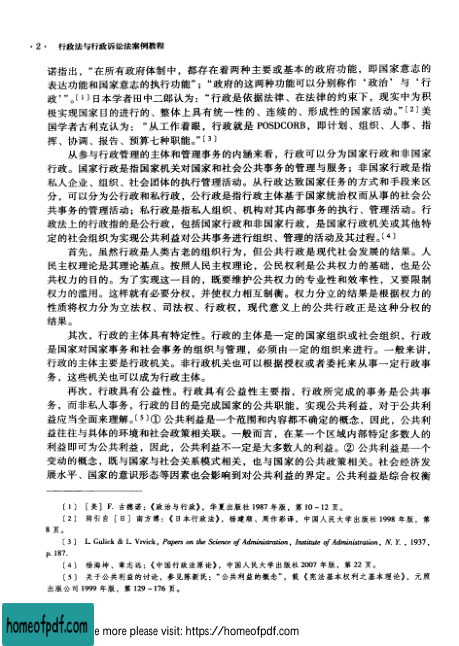 · 2 · 行政法与行政诉讼法案例教程
诺指出，“在所有政府体制中，都存在着两种主要或基本的政府功能，即国家意志的
表达功能和国家意志的执行功能”；“政府的这两种功能可以分别称作‘政治’与‘行
政’”。〔1〕日本学者田中二郎认为：“行政是依据法律、在法律的约束下，现实中为积
极实现国家目的进行的、整体上具有统一性的、连续的、形成性的国家活动。”〔2〕美
国学者古利克认为：“从工作着眼，行政就是 POSDCORB，即计划、组织、人事、指
挥、协调、报告、预算七种职能。”〔3〕
从参与行政管理的主体和管理事务的内涵来看，行政可以分为国家行政和非国家
行政。国家行政是指国家机关对国家和社会公共事务的管理与服务；非国家行政是指
私人企业、组织、社会团体的执行管理活动。从行政达致国家任务的方式和手段来区
分，可以分为公行政和私行政，公行政是指行政主体基于国家统治权而从事的社会公
共事务的管理活动；私行政是指私人组织、机构对其内部事务的执行、管理活动。行
政法上的行政指的是公行政，包括国家行政和非国家行政，是国家行政机关或其他特
定的社会组织为实现公共利益对公共事务进行组织、管理的活动及其过程。〔4〕
首先，虽然行政是人类古老的组织行为，但公共行政是现代社会发展的结果。人
民主权理论是其理论基点。按照人民主权理论，公民权利是公共权力的基础，也是公
共权力的目的。为了实现这一目的，既要维护公共权力的专业性和效率性，又要限制
权力的滥用。这样就有必要分权，并使权力相互制衡。权力分立的结果是根据权力的
性质将权力分为立法权、司法权、行政权，现代意义上的公共行政正是这种分权的
结果。
其次，行政的主体具有特定性。行政的主体是一定的国家组织或社会组织，行政
是国家对国家事务和社会事务的组织与管理，必须由一定的组织来进行。一般来讲，
行政的主体主要是行政机关。非行政机关也可以根据授权或者委托来从事一定行政事
务，这些机关也可以成为行政主体。
再次，行政具有公益性。行政具有公益性主要指，行政所完成的事务是公共事
务，而非私人事务，行政的目的是完成国家的公共职能，实现公共利益，对于公共利
益应当全面来理解。〔5〕① 公共利益是一个范围和内容都不确定的概念，因此，公共利
益往往与具体的环境和社会政策相关联。一般而言，在某一个区域内部特定多数人的
利益即可为公共利益，因此，公共利益不一定是大多数人的利益。② 公共利益是一个
变动的概念，既与国家与社会关系模式相关，也与国家的公共政策相关。社会经济发
展水平、国家的意识形态等因素也会影响到对公共利益的界定。公共利益是综合权衡
〔1〕 〔美〕F. 古德诺：《政治与行政》，华夏出版社 1987 年版，第 10～12 页。
〔2〕 转引自〔日〕南方博：《日本行政法》，杨建顺、周作彩译，中国人民大学出版社 1998 年版，第
8 页。
〔3〕 L. Gulick & L. Vrvick, Papers on the Science of Administration, Institute of Administration, N. Y. , 1937,
p. 187.
〔4〕 杨海坤、章志远：《中国行政法原论》，中国人民大学出版社 2007 年版，第 22 页。
〔5〕 关于公共利益的讨论，参见陈新民：“公共利益的概念”，载《宪法基本权利之基本理论》，元照
出版公司 1999 年版，第 129～176 页。
homeofpdf.com
e more please visit: https://homeofpdf.com